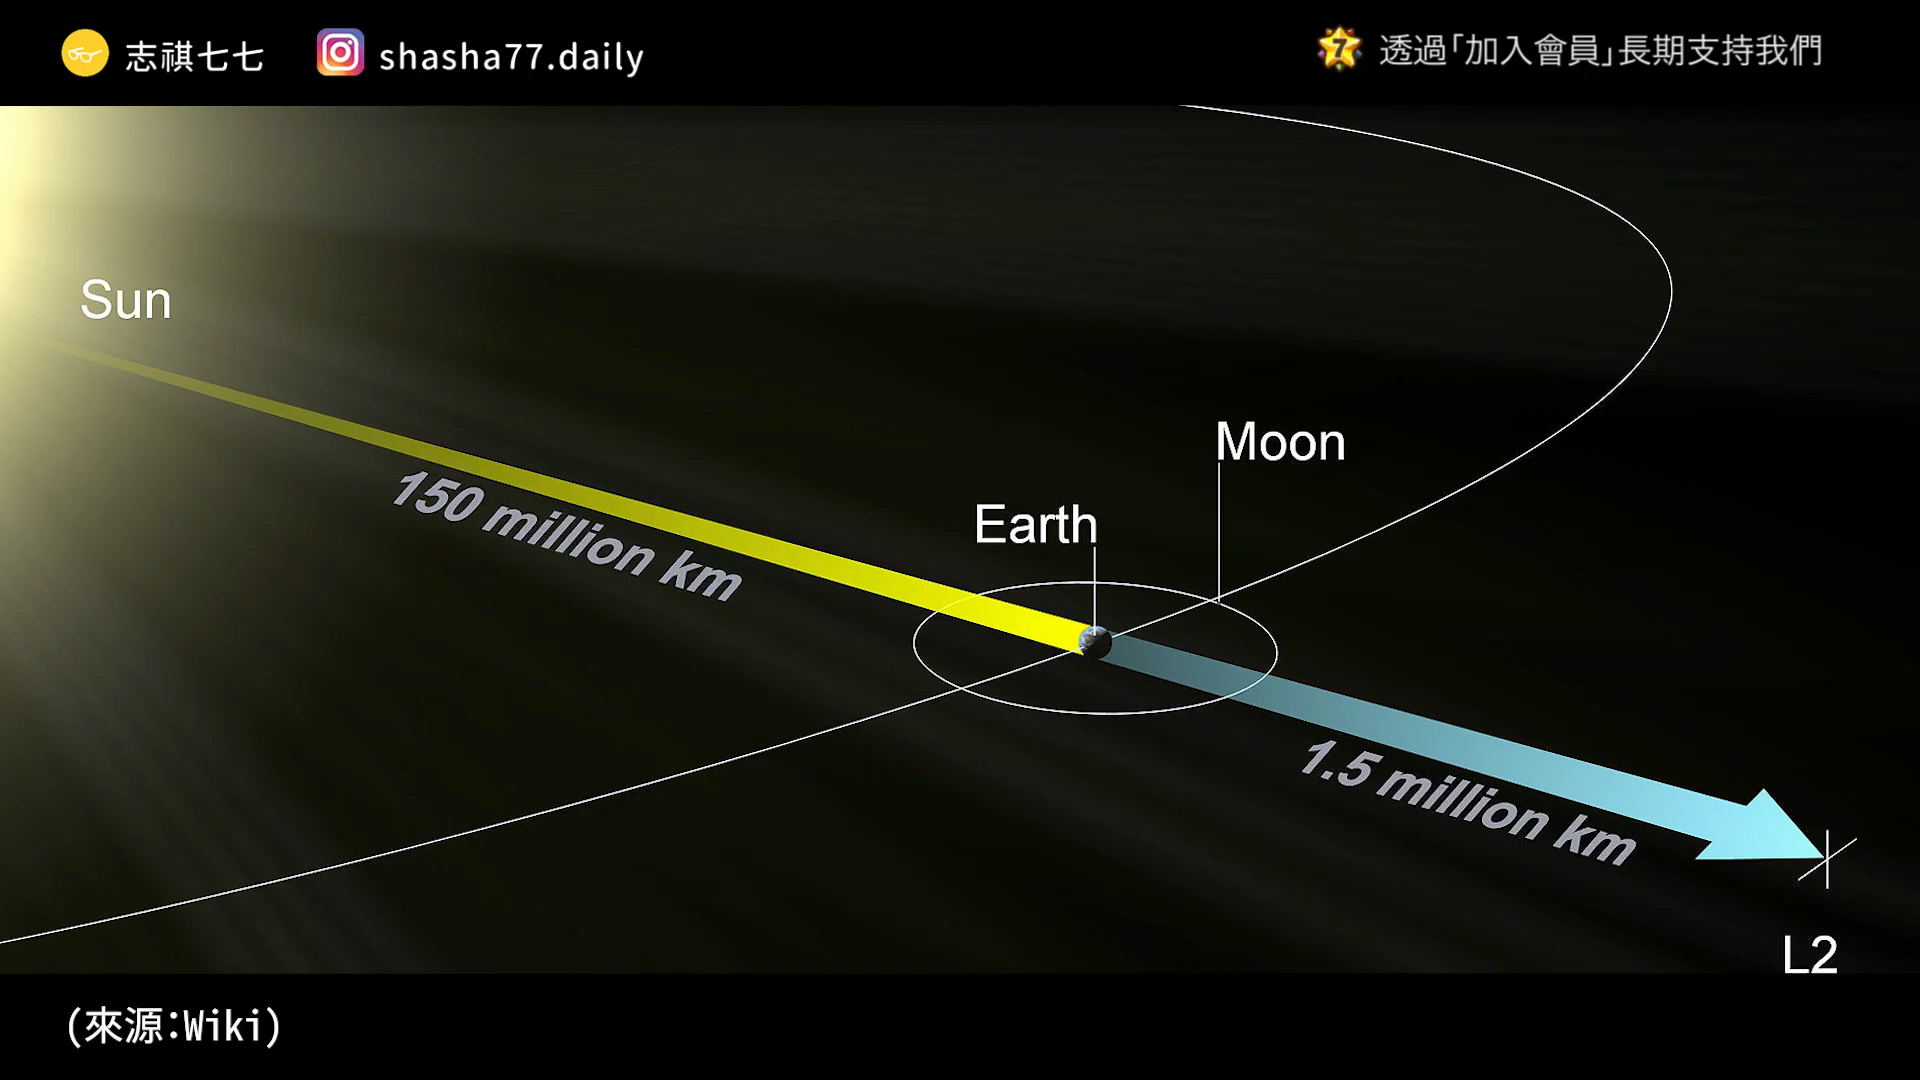 志祺七七
shasha77.daily
7
透過「加入會員」長期支持我們
Sun
Moon
Earth
150 million km
1.5 million km
L2
(來源:Wiki)